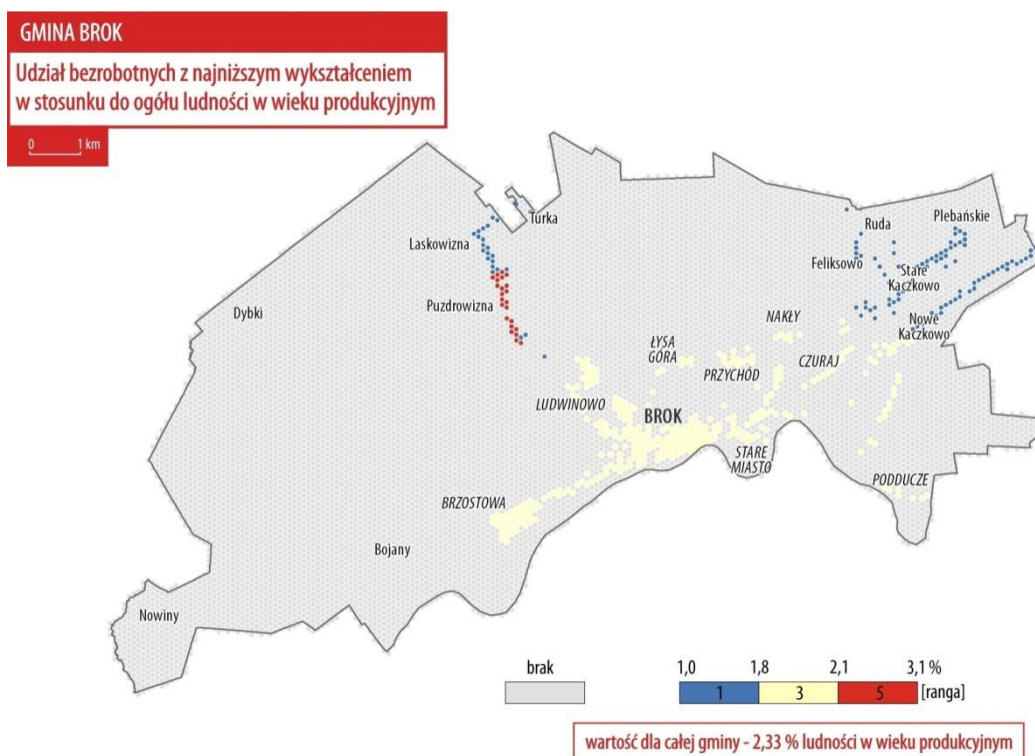 GMINA BROK
Udział bezrobotnych z najniższym wykształceniem
w stosunku do ogółu ludności w wieku produkcyjnym
0 1 km
Turka
Laskowizna
Ruda
Plebańskie
Feliksowo
Stare
Kaczkowo
Dybki
Puzdrowizna
Nowe
Kaczkowo
NAKŁY
ŁYSA
GÓRA
PRZYCHÓD
CZURAJ
LUDWINOWO
BROK
STARE
MIASTO
PODDUCZE
BRZOSTOWA
Bojany
Nowiny
brak
1,0 1,8 2,1 3,1 %
1 3 5 [ranga]
wartość dla całej gminy - 2,33 % ludności w wieku produkcyjnym